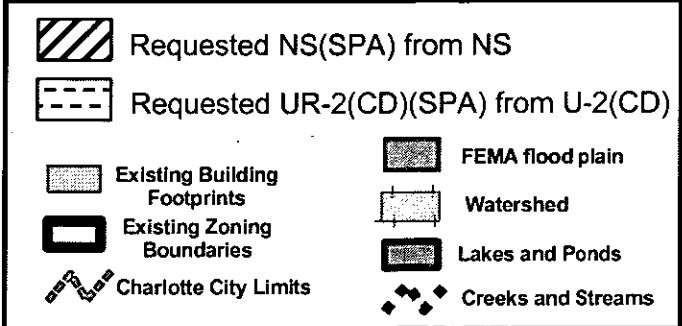 Requested NS(SPA) from NS
Requested UR-2(CD)(SPA) from U-2(CD)
Existing Building
Footprints
Existing Zoning
Boundaries
Charlotte City Limits
FEMA flood plain
Watershed
Lakes and Ponds
Creeks and Streams